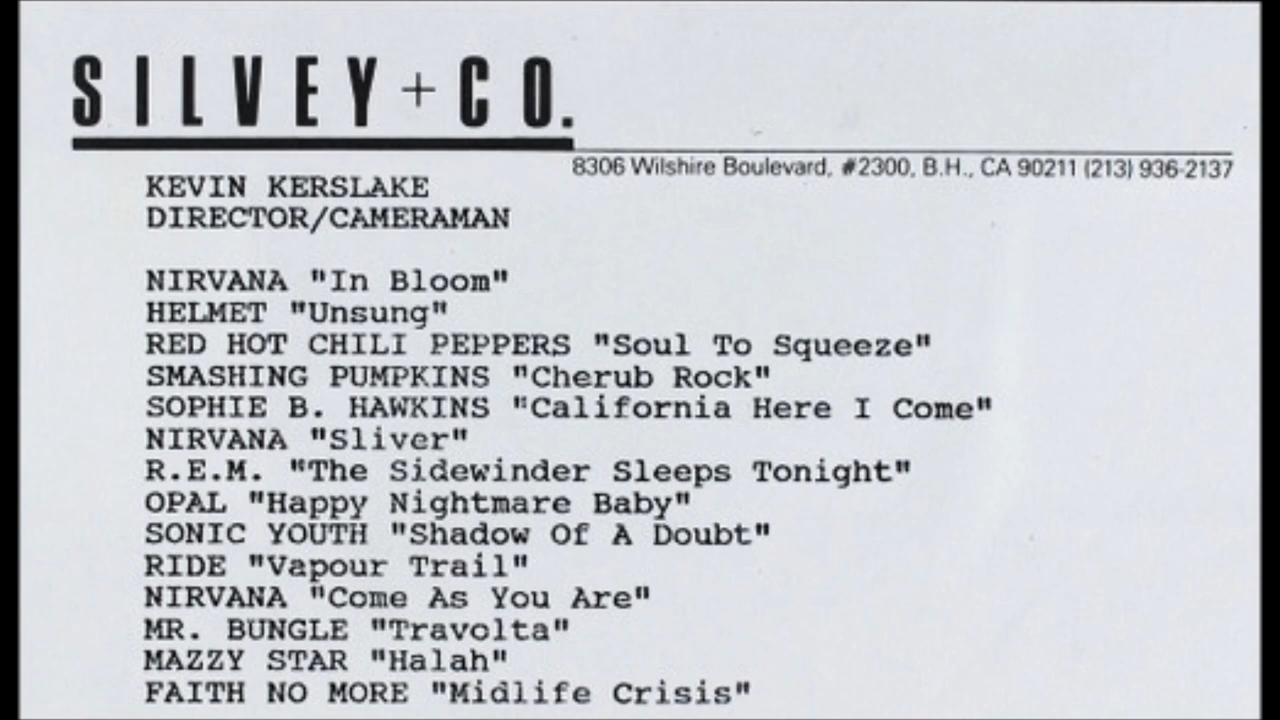 SILVEY+CO.
8306 Wilshire Boulevard, #2300, B.H., CA 90211 (213) 936-2137
KEVIN KERSLAKE
DIRECTOR/CAMERAMAN
NIRVANA "In Bloom"
HELMET "Unsung"
RED HOT CHILI PEPPERS "Soul To Squeeze"
SMASHING PUMPKINS "Cherub Rock"
SOPHIE B. HAWKINS "California Here I Come"
NIRVANA "Sliver"
R.E.M. "The Sidewinder Sleeps Tonight"
OPAL "Happy Nightmare Baby"
SONIC YOUTH "Shadow Of A Doubt"
RIDE "Vapour Trail"
NIRVANA "Come As You Are"
MR. BUNGLE "Travolta"
MAZZY STAR "Halah"
FAITH NO MORE "Midlife Crisis"